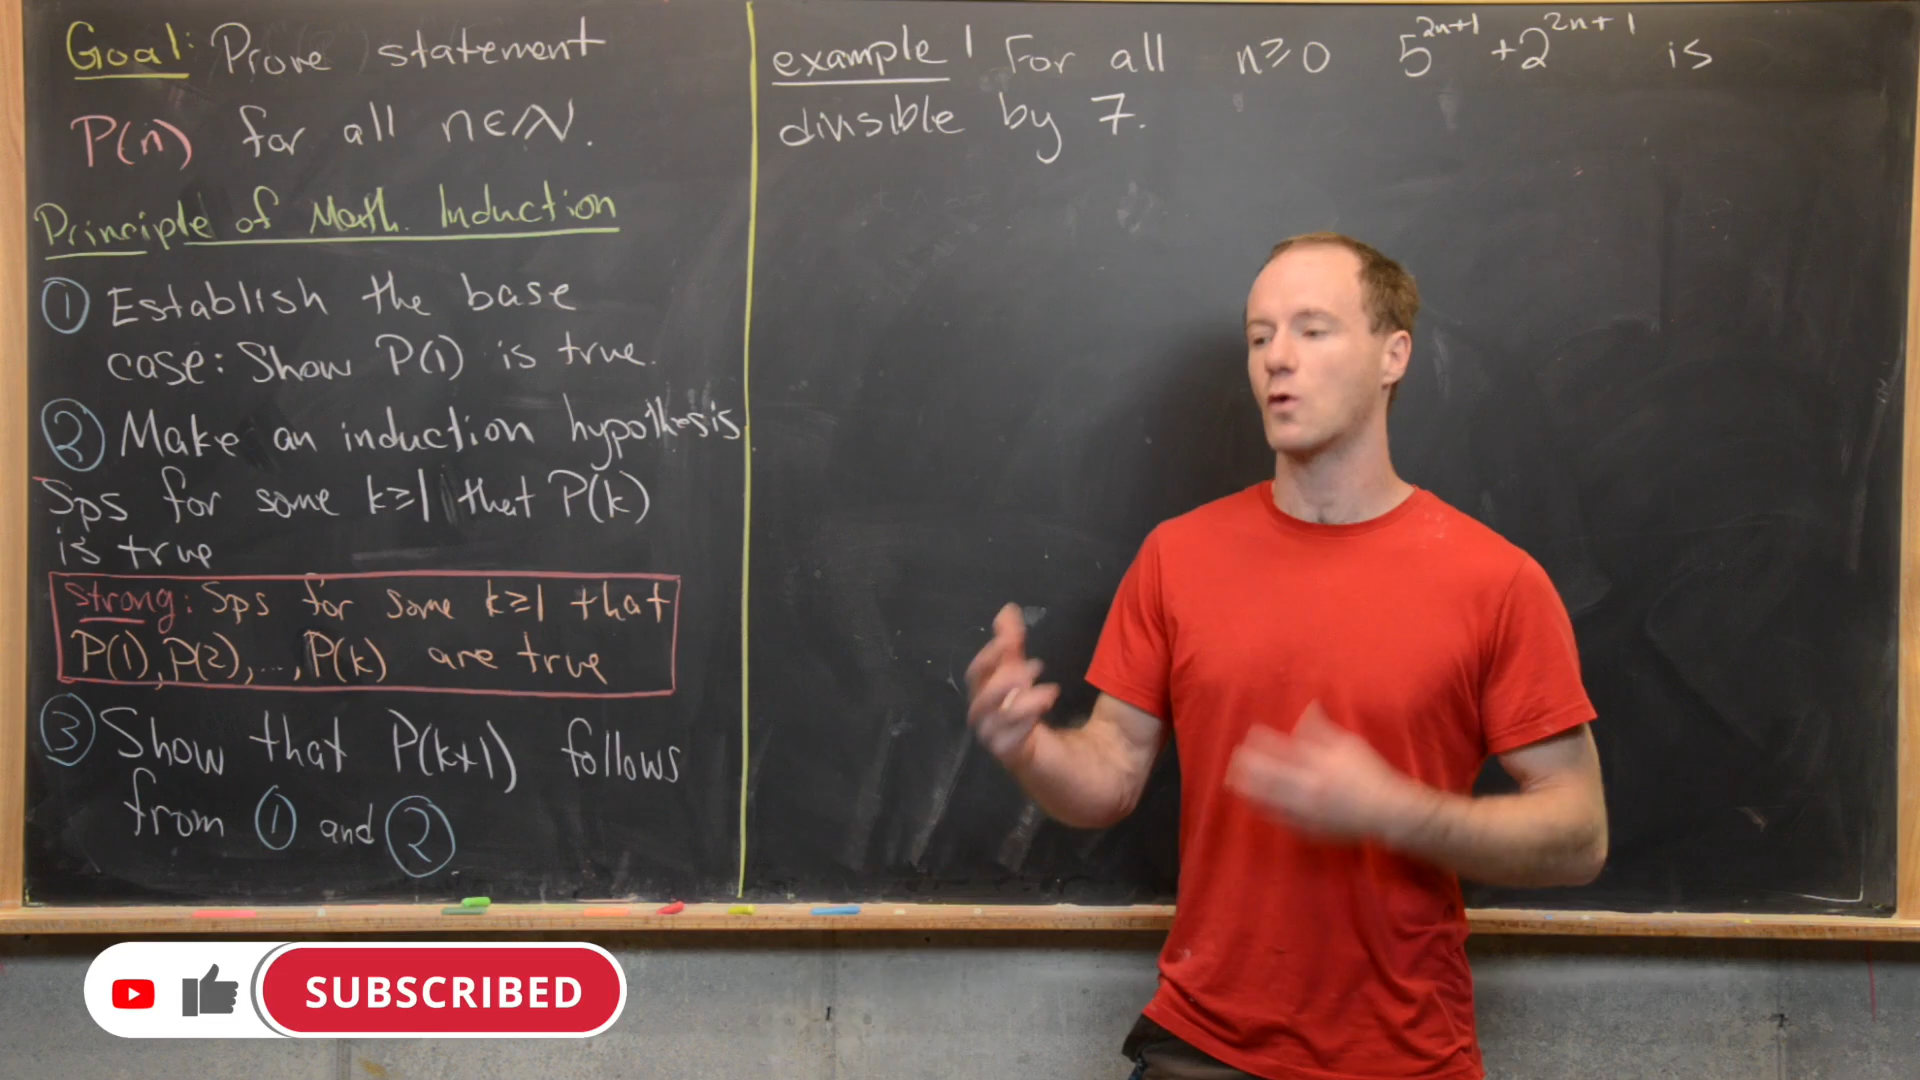 Goal: Prove statement
P(n) for all n∈ℕ.
Principle of Math. Induction
① Establish the base
case: Show P(1) is true.
② Make an induction hypothesis
Sps for some k≥1 that P(k)
is true
Strong: Sps for some k≥1 that
P(1), P(2), ..., P(k) are true
③ Show that P(k+1) follows
from ① and ②.
example 1 For all n≥0 5^{2n+1} + 2^{2n+1} is
divisible by 7.
SUBSCRIBED